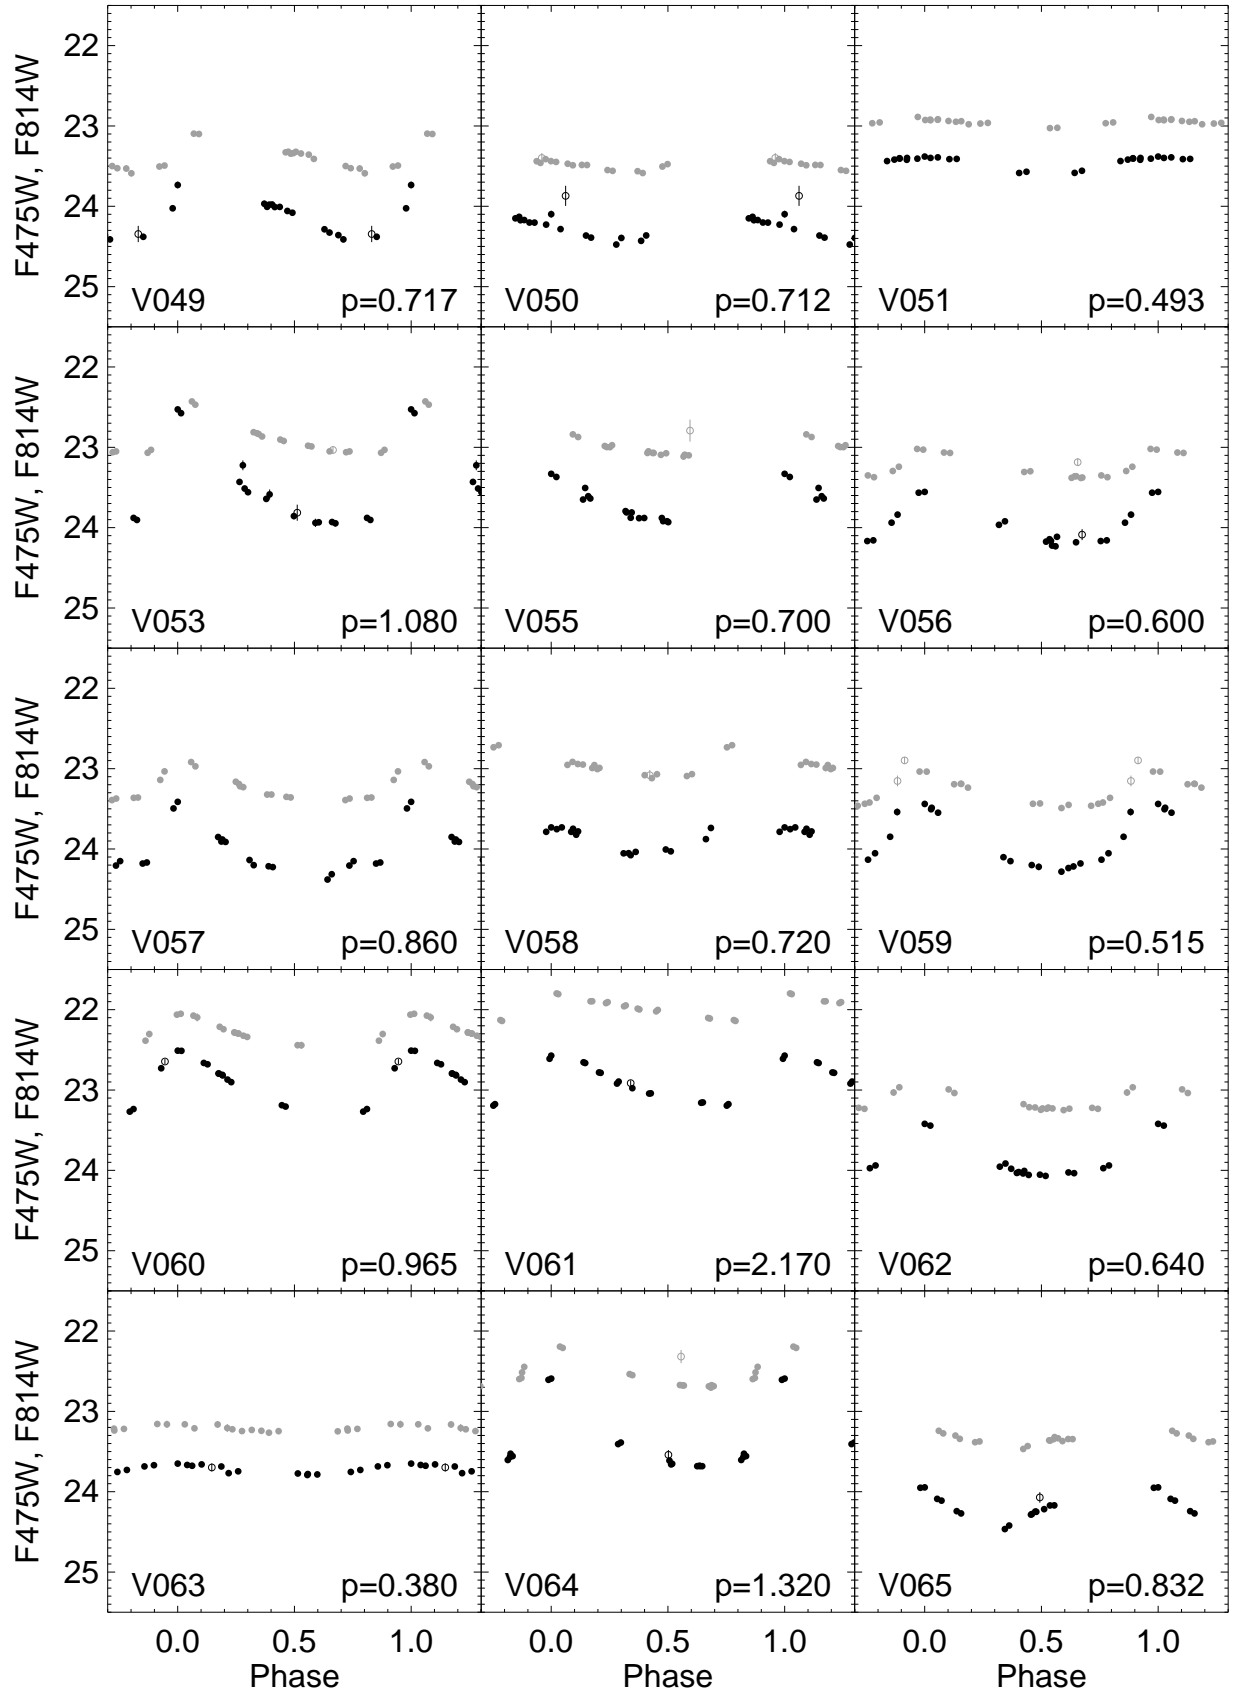 F475W, F814W
22
23
24
25
V049 p=0.717
V050 p=0.712
V051 p=0.493
F475W, F814W
22
23
24
25
V053 p=1.080
V055 p=0.700
V056 p=0.600
F475W, F814W
22
23
24
25
V057 p=0.860
V058 p=0.720
V059 p=0.515
F475W, F814W
22
23
24
25
V060 p=0.965
V061 p=2.170
V062 p=0.640
F475W, F814W
22
23
24
25
V063 p=0.380
V064 p=1.320
V065 p=0.832
0.0 0.5 1.0
0.0 0.5 1.0
0.0 0.5 1.0
Phase
Phase
Phase